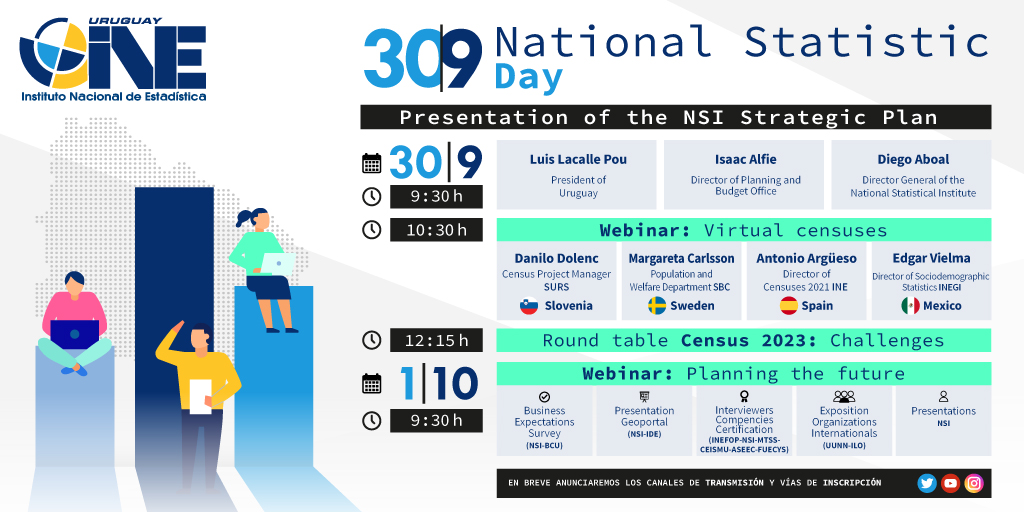 URUGUAY
INE
Instituto Nacional de Estadística
30|9 National Statistic
Day
Presentation of the NSI Strategic Plan
30|9
9:30h
Luis Lacalle Pou
President of
Uruguay
Isaac Alfie
Director of Planning and
Budget Office
Diego Aboal
Director General of the
National Statistical Institute
10:30h
Webinar: Virtual censuses
Danilo Dolenc
Census Project Manager
SURS
Slovenia
Margareta Carlsson
Population and
Welfare Department SBC
Sweden
Antonio Argüeso
Director of
Censuses 2021 INE
Spain
Edgar Vielma
Director of Sociodemographic
Statistics INEGI
Mexico
12:15h
Round table Census 2023: Challenges
1|10
Webinar: Planning the future
9:30h
Business
Expectations
Survey
(NSI-BCU)
Presentation
Geoportal
(NSI-IDE)
Interviewers
Compencies
Certification
(INEFOP-NSI-MTSS-
CEISMU-ASEEC-FUECYS)
Exposition
Organizations
Internationals
(UUNN-ILO)
Presentations
NSI
EN BREVE ANUNCIAREMOS LOS CANALES DE TRANSMISIÓN Y VÍAS DE INSCRIPCIÓN